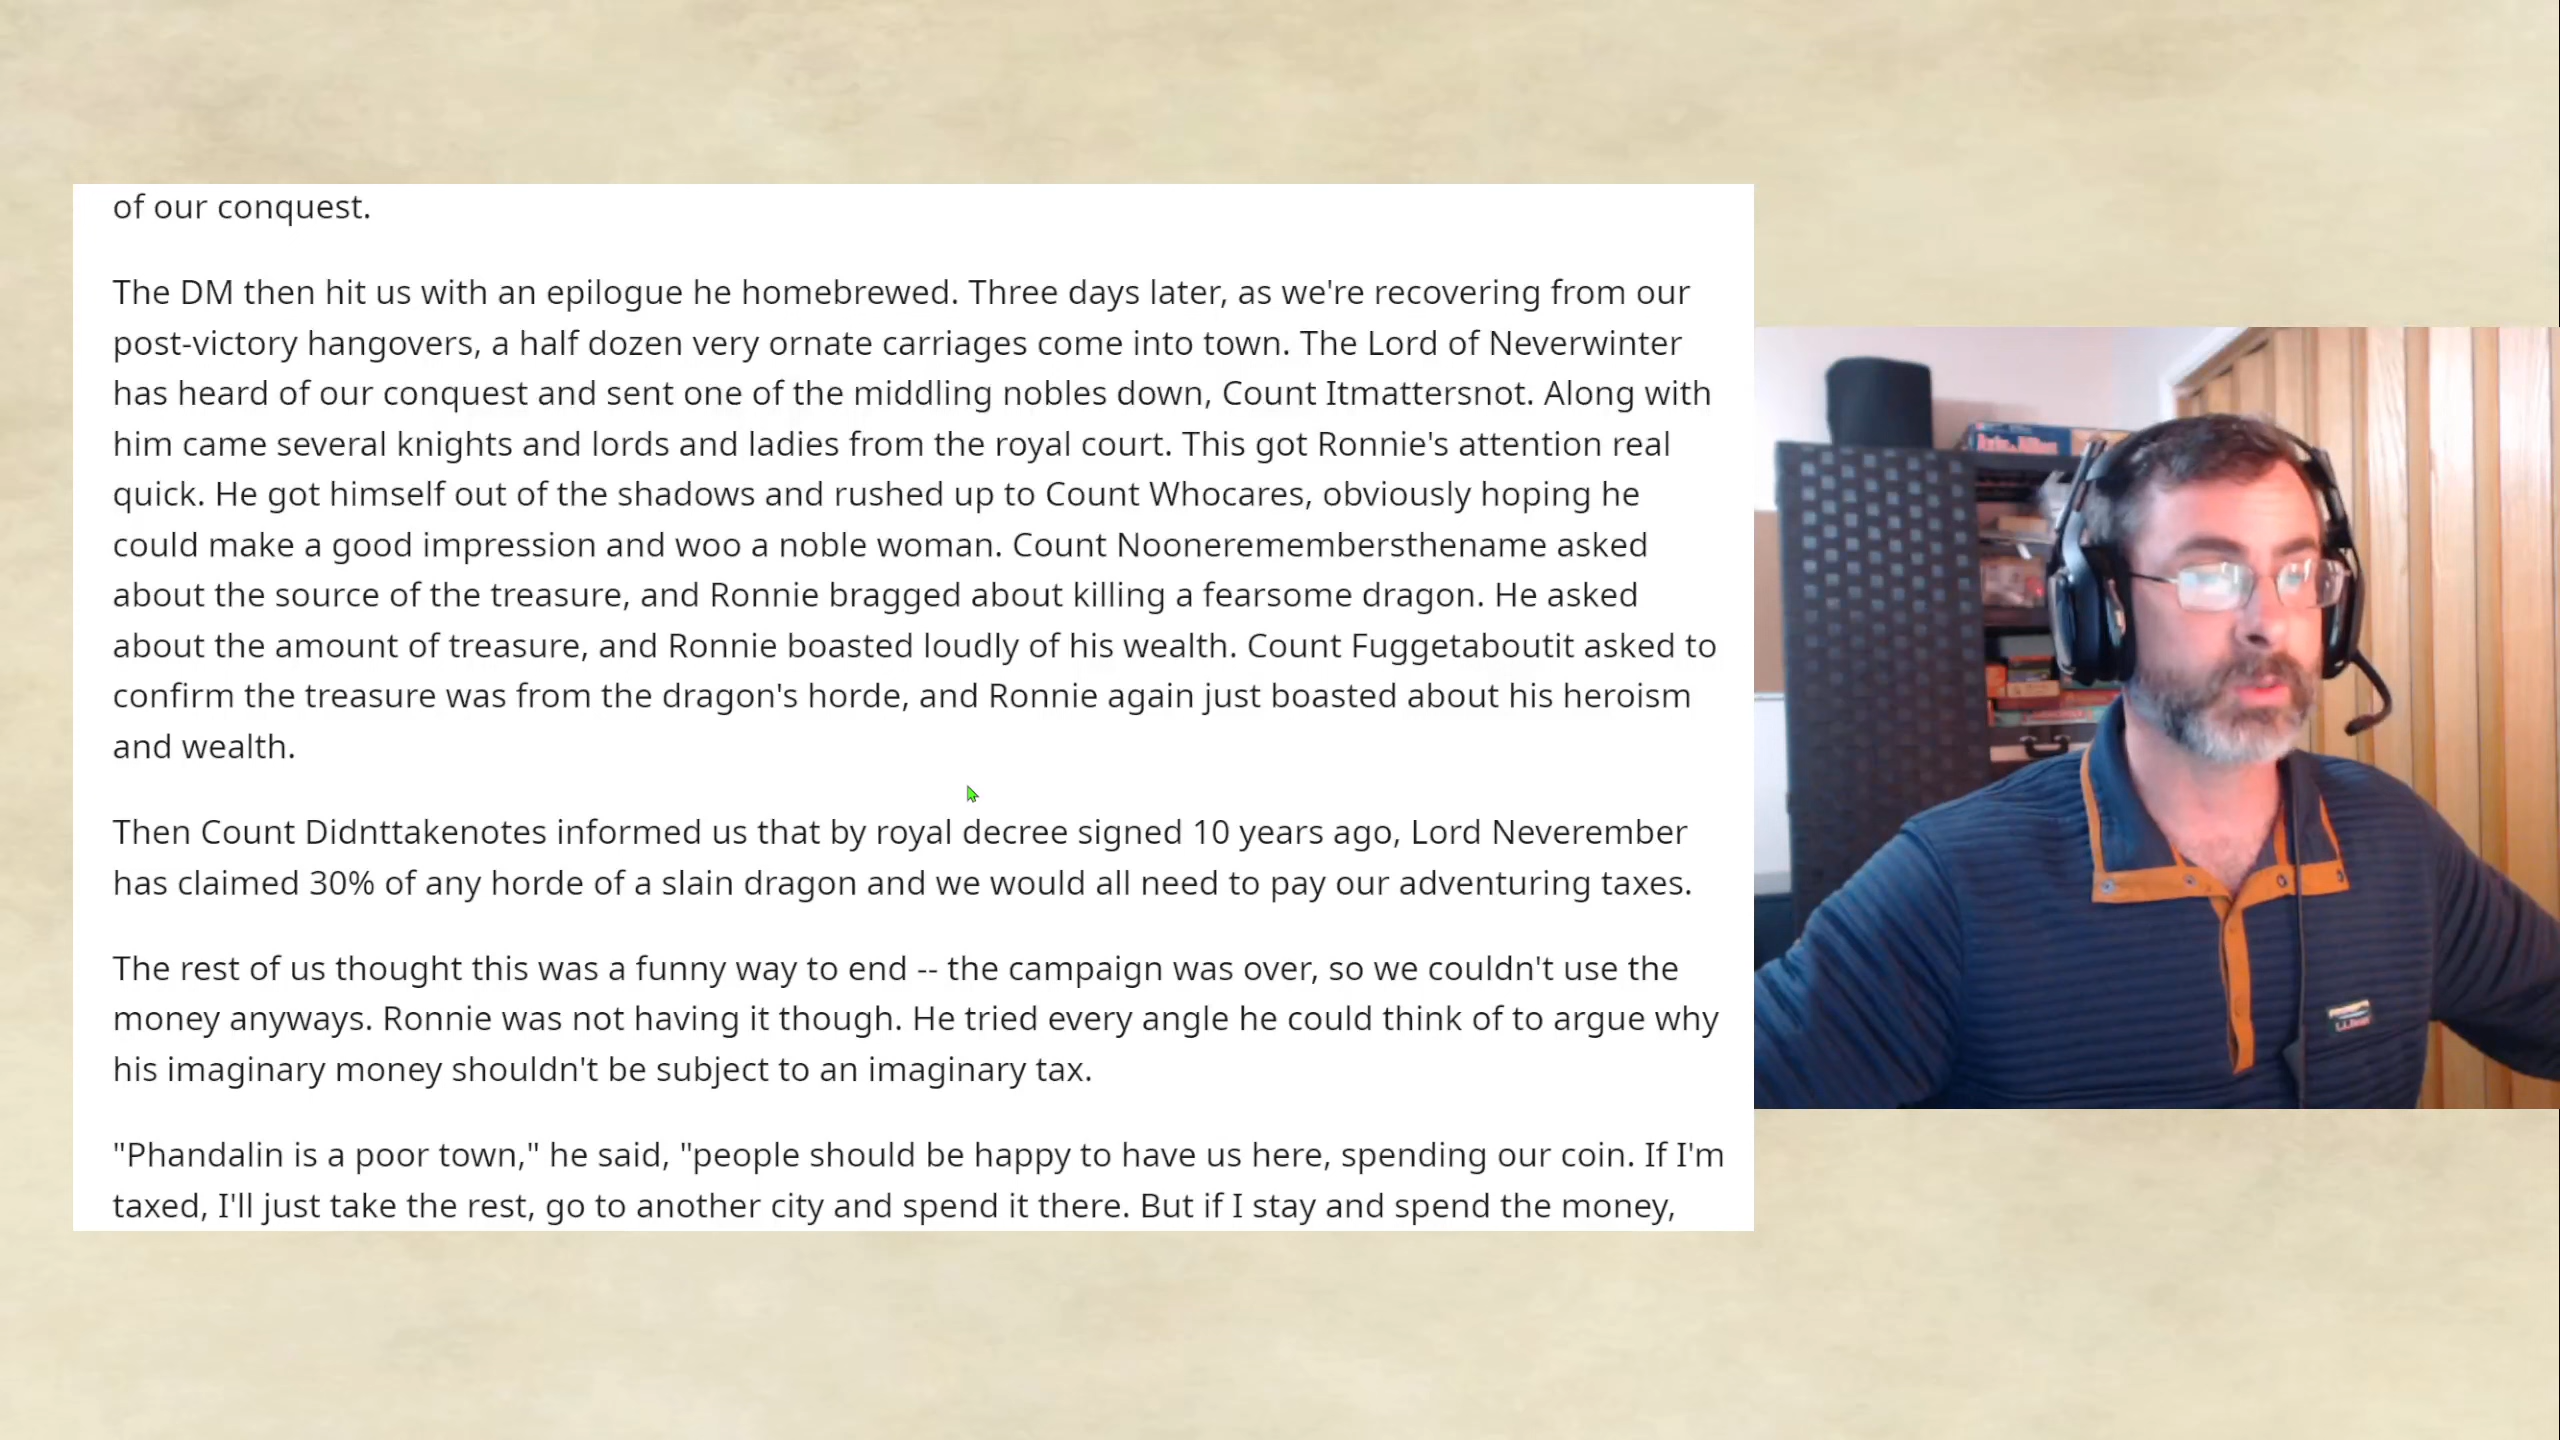 of our conquest.
The DM then hit us with an epilogue he homebrewed. Three days later, as we're recovering from our
post-victory hangovers, a half dozen very ornate carriages come into town. The Lord of Neverwinter
has heard of our conquest and sent one of the middling nobles down, Count Itmattersnot. Along with
him came several knights and lords and ladies from the royal court. This got Ronnie's attention real
quick. He got himself out of the shadows and rushed up to Count Whocares, obviously hoping he
could make a good impression and woo a noble woman. Count Nooneremembersthename asked
about the source of the treasure, and Ronnie bragged about killing a fearsome dragon. He asked
about the amount of treasure, and Ronnie boasted loudly of his wealth. Count Fuggetaboutit asked to
confirm the treasure was from the dragon's horde, and Ronnie again just boasted about his heroism
and wealth.
Then Count Didnttakenotes informed us that by royal decree signed 10 years ago, Lord Neverember
has claimed 30% of any horde of a slain dragon and we would all need to pay our adventuring taxes.
The rest of us thought this was a funny way to end -- the campaign was over, so we couldn't use the
money anyways. Ronnie was not having it though. He tried every angle he could think of to argue why
his imaginary money shouldn't be subject to an imaginary tax.
"Phandalin is a poor town," he said, "people should be happy to have us here, spending our coin. If I'm
taxed, I'll just take the rest, go to another city and spend it there. But if I stay and spend the money,
L.L.Bean